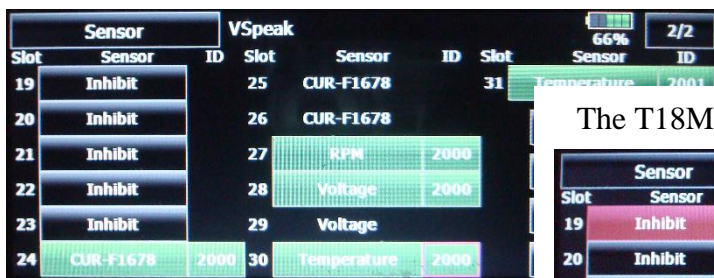 Sensor VSpeak 66% 2/2
Slot Sensor ID Slot Sensor ID Slot Sensor ID
19 Inhibit 25 CUR-F1678 31 Temperature 2001
20 Inhibit 26 CUR-F1678
21 Inhibit 27 RPM 2000
22 Inhibit 28 Voltage 2000
23 Inhibit 29 Voltage
24 CUR-F1678 2000 30 Temperature 2000
The T18M
Sensor
Slot Sensor
19 Inhibit
20 Inhibit